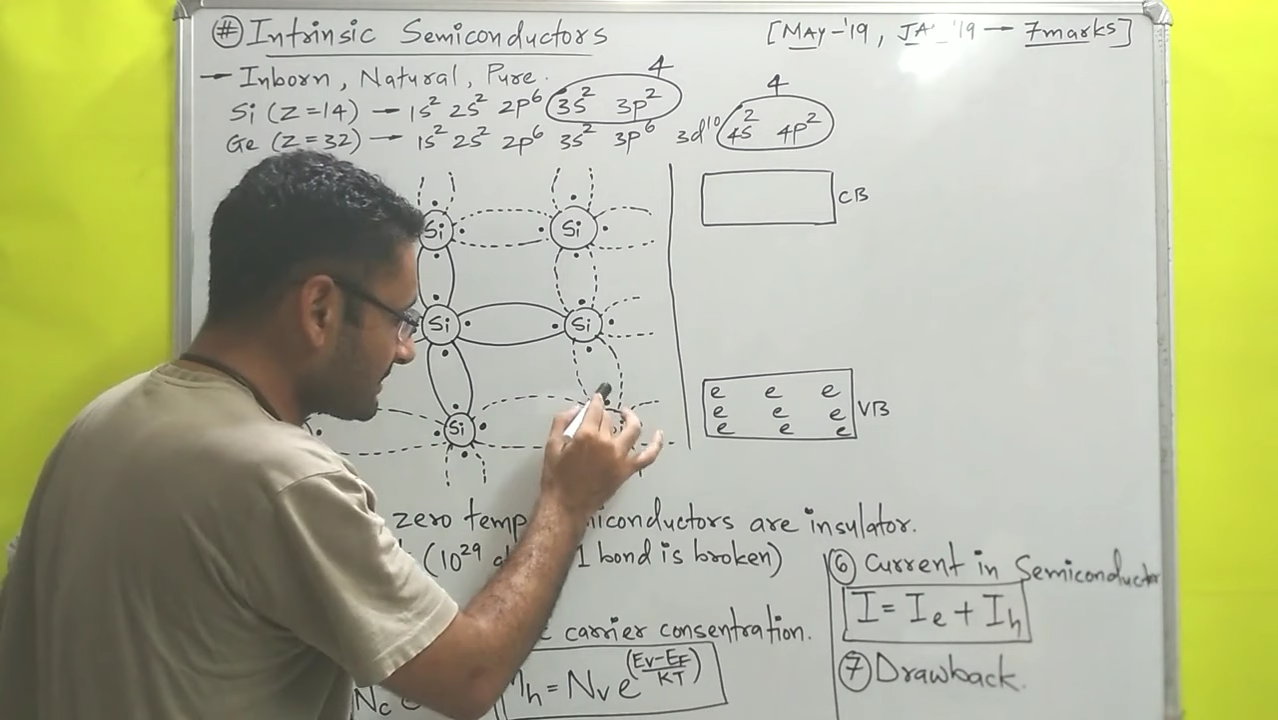 # Intrinsic Semiconductors
[MAY-'19, JA '19 → 7marks]
→ Inborn, Natural, Pure.
4
4
Si (Z=14) → 1s² 2s² 2p⁶ 3s² 3p²
Ge (Z=32) → 1s² 2s² 2p⁶ 3s² 3p⁶ 3d¹⁰ 4s² 4p²
CB
Si Si
Si Si
Si
e e e
e e e
e e e
VB
zero temp iconductors are insulator.
(10²⁹ 1 bond is broken)
⑥ Current in Semiconductor
I = Ie + Ih
carrier consentration.
⑦ Drawback.
ηh = Nv e^((Ev-EF)/KT)
Nc